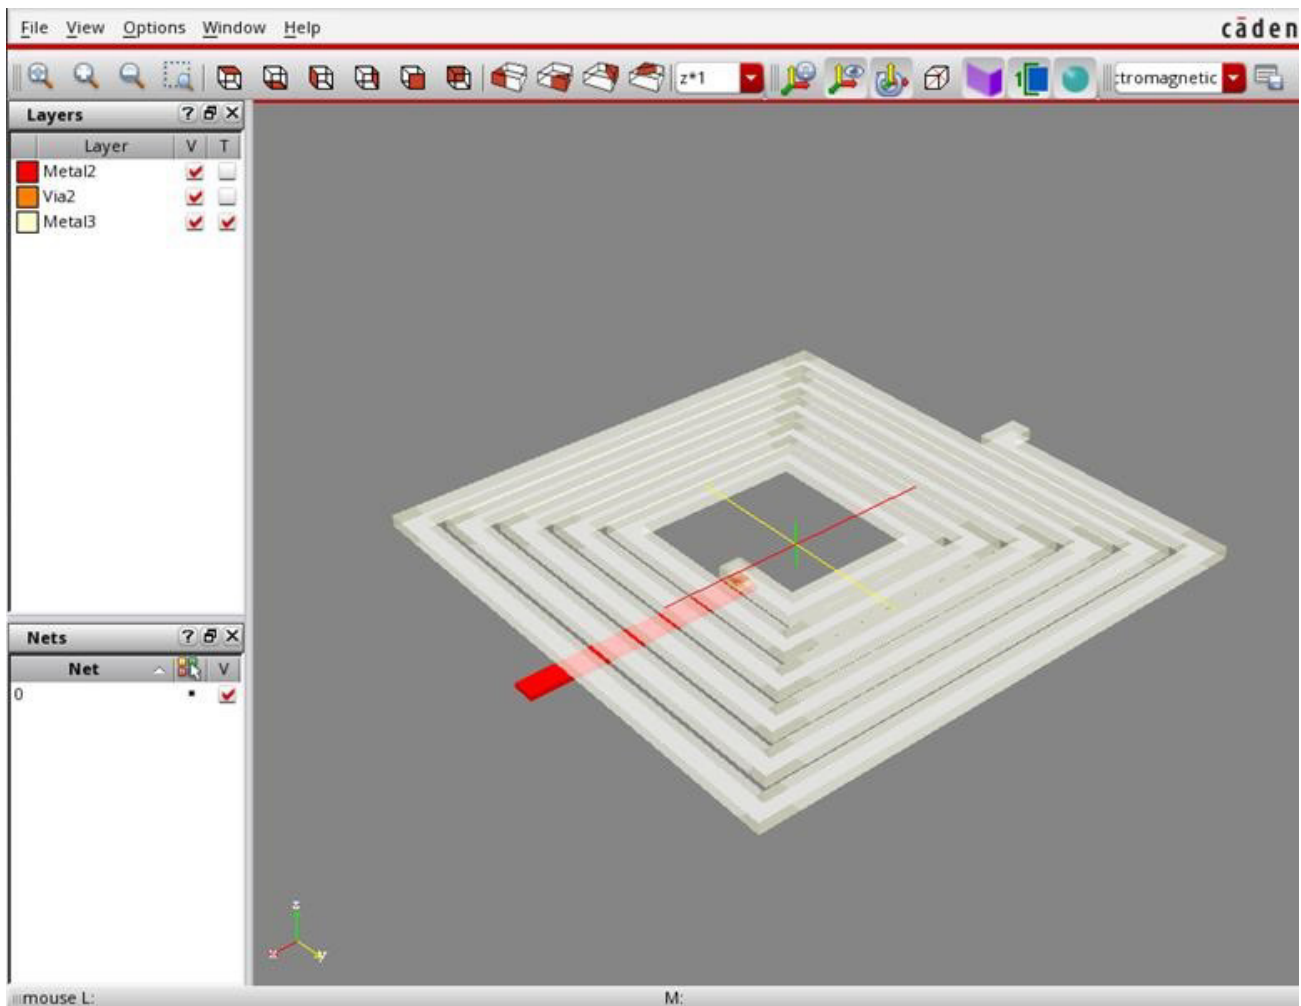 File View Options Window Help
cāden
z*1
:tromagnetic
Layers ? X
Layer V T
Metal2
Via2
Metal3
Nets ? X
Net V
0
z
x y
mouse L: M: